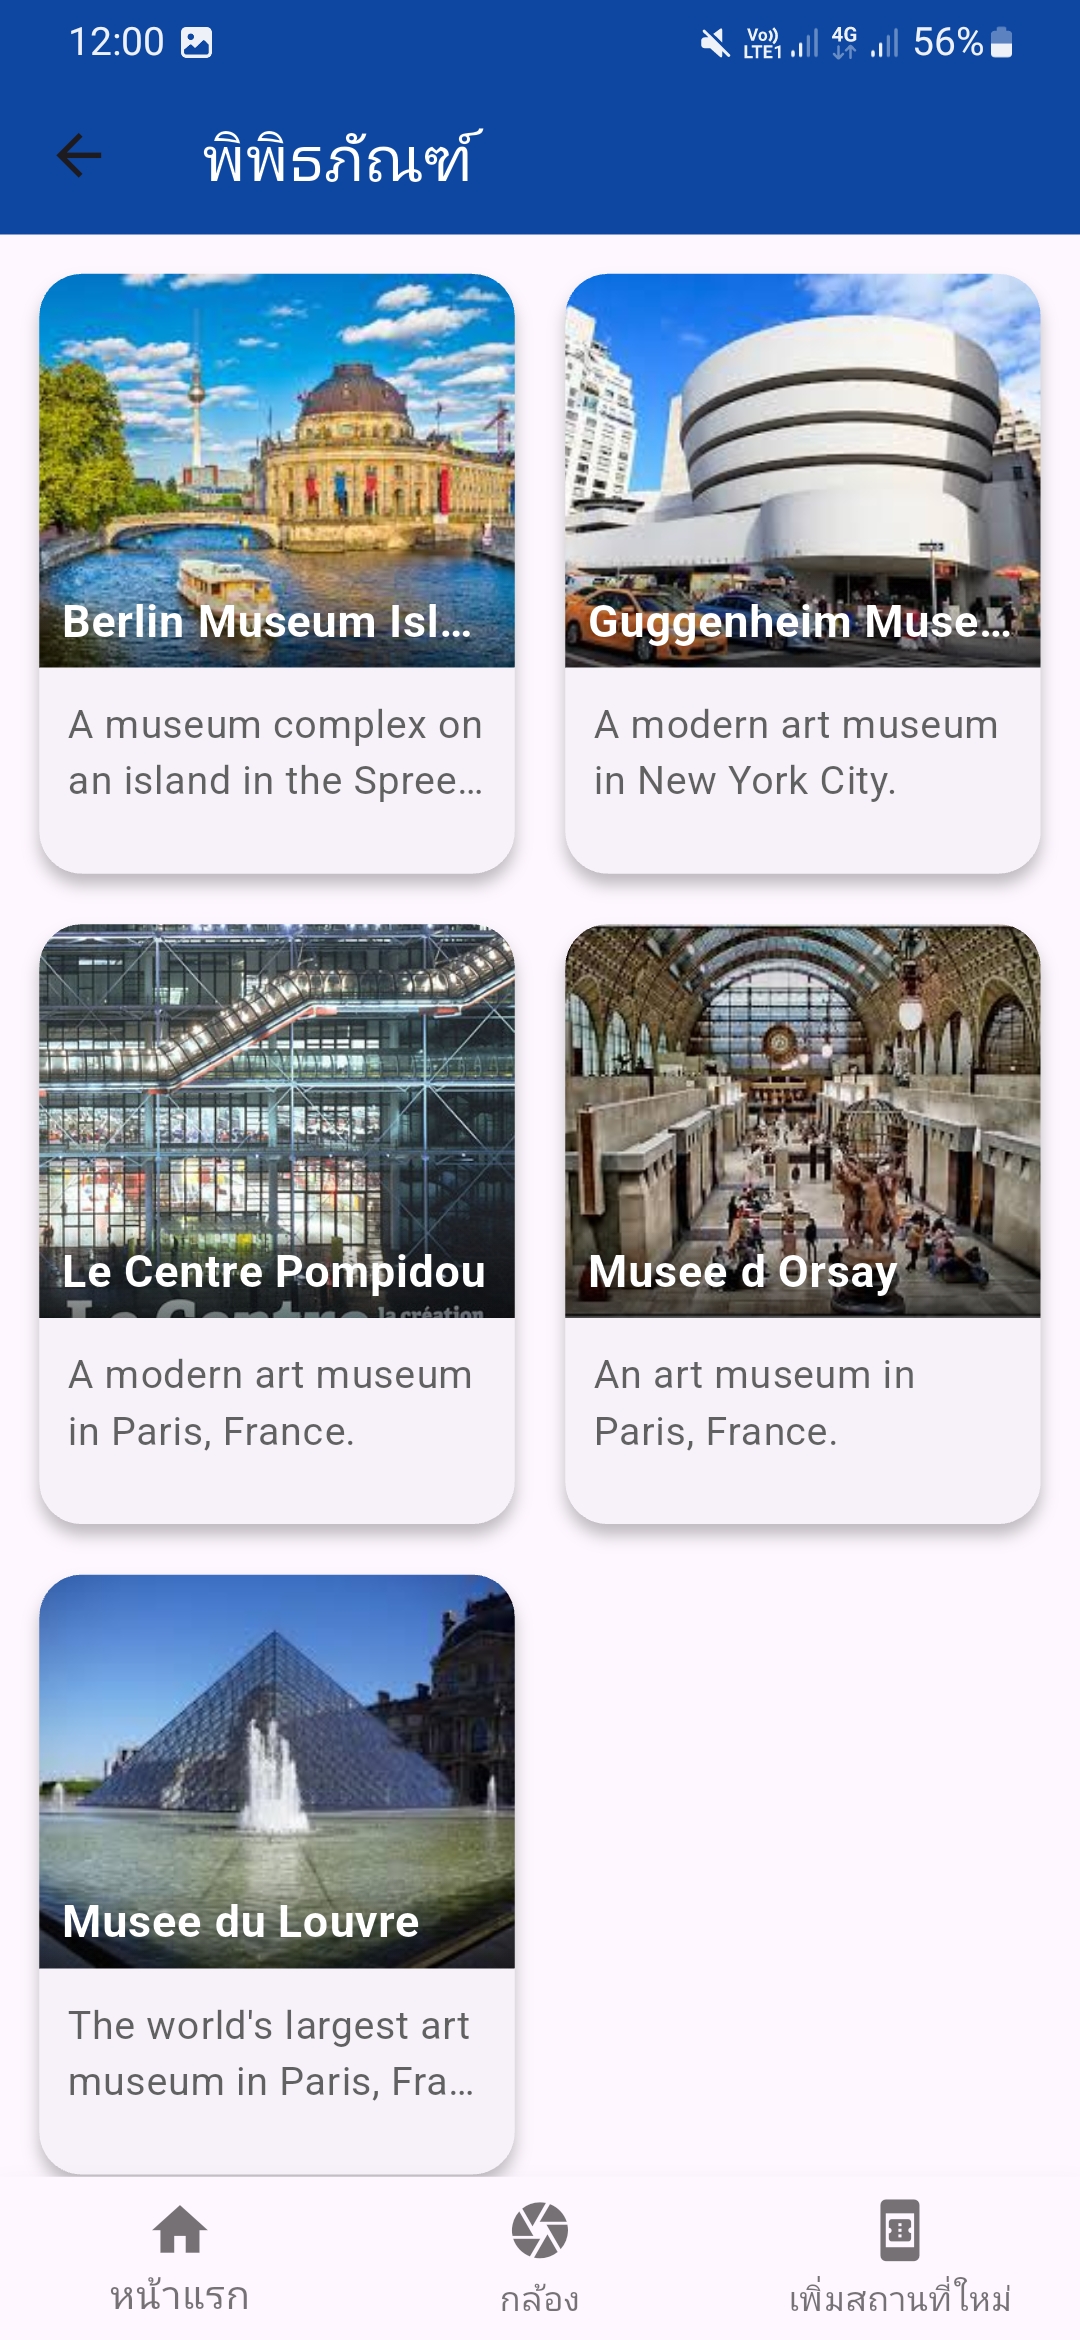 12:00
Vo)) LTE1 4G 56%
พิพิธภัณฑ์
Berlin Museum Isl...
Guggenheim Muse...
A museum complex on
an island in the Spree...
A modern art museum
in New York City.
Le Centre Pompidou
Le Centre la création
Musee d Orsay
A modern art museum
in Paris, France.
An art museum in
Paris, France.
Musee du Louvre
The world's largest art
museum in Paris, Fra...
หน้าแรก
กล้อง
เพิ่มสถานที่ใหม่